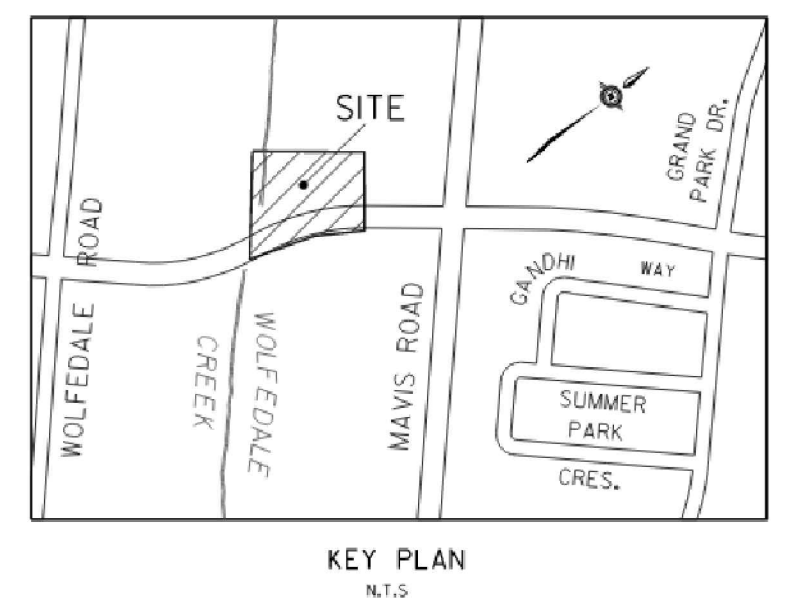 SITE
GRAND
PARK DR.
WOLFEDALE ROAD
GANDHI WAY
WOLFEDALE
CREEK
MAVIS ROAD
SUMMER
PARK
CRES.
KEY PLAN
N.T.S